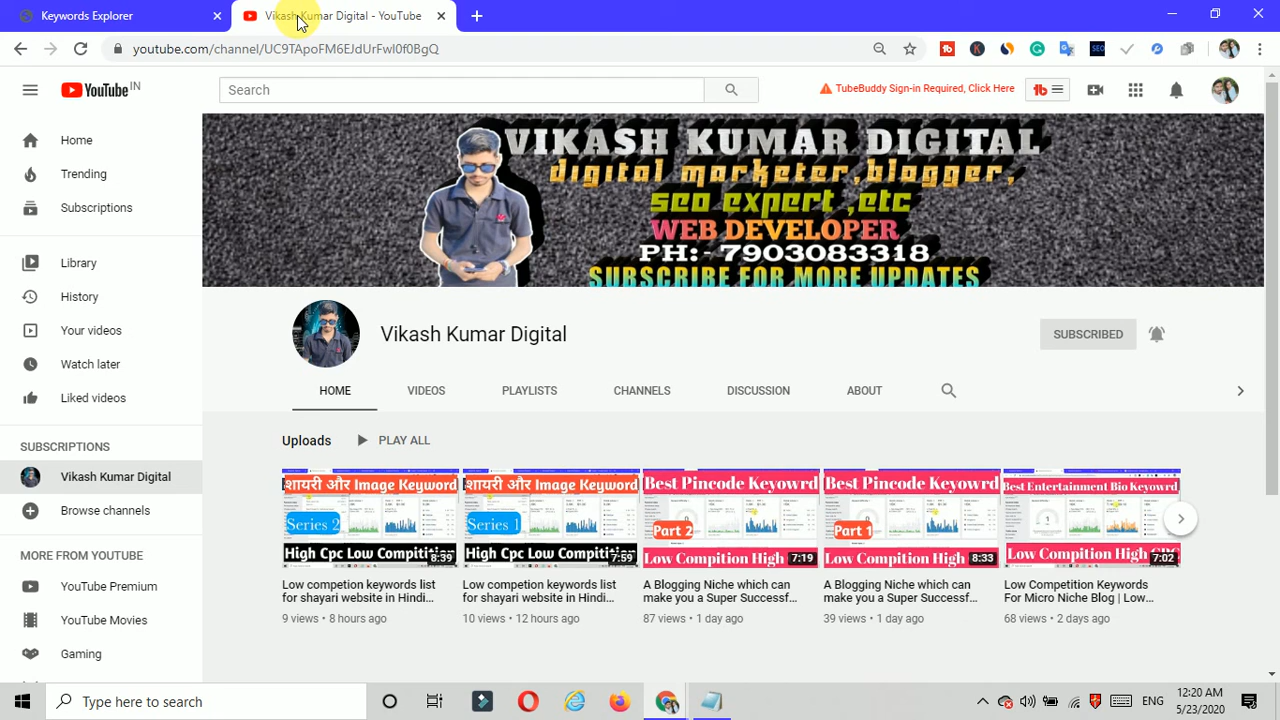 Keywords Explorer
Vikash Kumar Digital - YouTube
youtube.com/channel/UC9TApoFM6EJdUrFwI0f0BgQ
YouTube IN
Search
TubeBuddy Sign-in Required, Click Here
Home
Trending
Subscriptions
Library
History
Your videos
Watch later
Liked videos
SUBSCRIPTIONS
Vikash Kumar Digital
Browse channels
MORE FROM YOUTUBE
YouTube Premium
YouTube Movies
Gaming
VIKASH KUMAR DIGITAL
digital marketer,blogger,
seo expert ,etc
WEB DEVELOPER
PH:- 7903083318
SUBSCRIBE FOR MORE UPDATES
Vikash Kumar Digital
SUBSCRIBED
HOME VIDEOS PLAYLISTS CHANNELS DISCUSSION ABOUT
Uploads PLAY ALL
शायरी और Image Keyword
Series 2
High Cpc Low Compitition
8:39
Low competion keywords list
for shayari website in Hindi...
9 views • 8 hours ago
शायरी और Image Keyword
Series 1
High Cpc Low Compitition
7:59
Low competion keywords list
for shayari website in Hindi...
10 views • 12 hours ago
Best Pincode Keyowrd
Part 2
Low Compition High
7:19
A Blogging Niche which can
make you a Super Successf...
87 views • 1 day ago
Best Pincode Keyowrd
Part 1
Low Compition High
8:33
A Blogging Niche which can
make you a Super Successf...
39 views • 1 day ago
Best Entertainment Bio Keyowrd
Low Compition High CPC
7:02
Low Competition Keywords
For Micro Niche Blog | Low...
68 views • 2 days ago
Type here to search
ENG
12:20 AM
5/23/2020